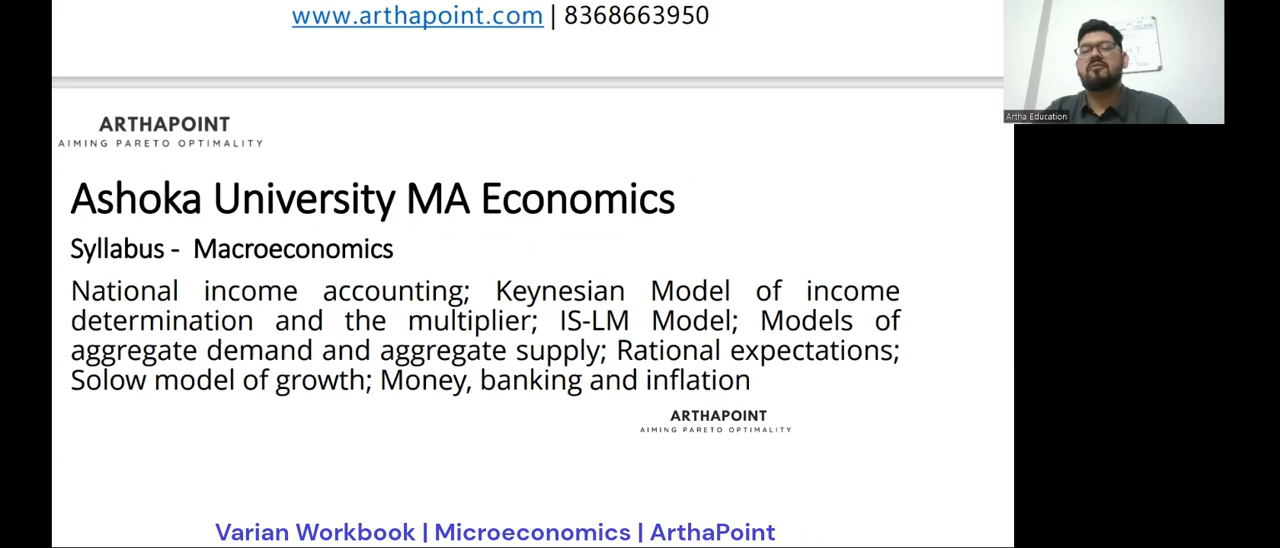 www.arthapoint.com | 8368663950
Artha Education
ARTHAPOINT
AIMING PARETO OPTIMALITY
Ashoka University MA Economics
Syllabus - Macroeconomics
National income accounting; Keynesian Model of income
determination and the multiplier; IS-LM Model; Models of
aggregate demand and aggregate supply; Rational expectations;
Solow model of growth; Money, banking and inflation
ARTHAPOINT
AIMING PARETO OPTIMALITY
Varian Workbook | Microeconomics | ArthaPoint